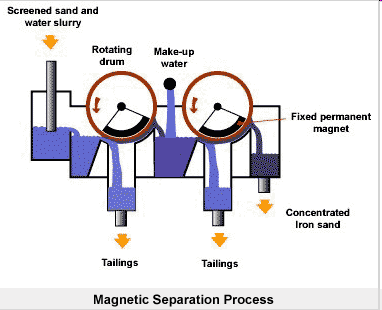 Screened sand and
water slurry
Rotating
drum
Make-up
water
Fixed permanent
magnet
Concentrated
Iron sand
Tailings
Tailings
Magnetic Separation Process